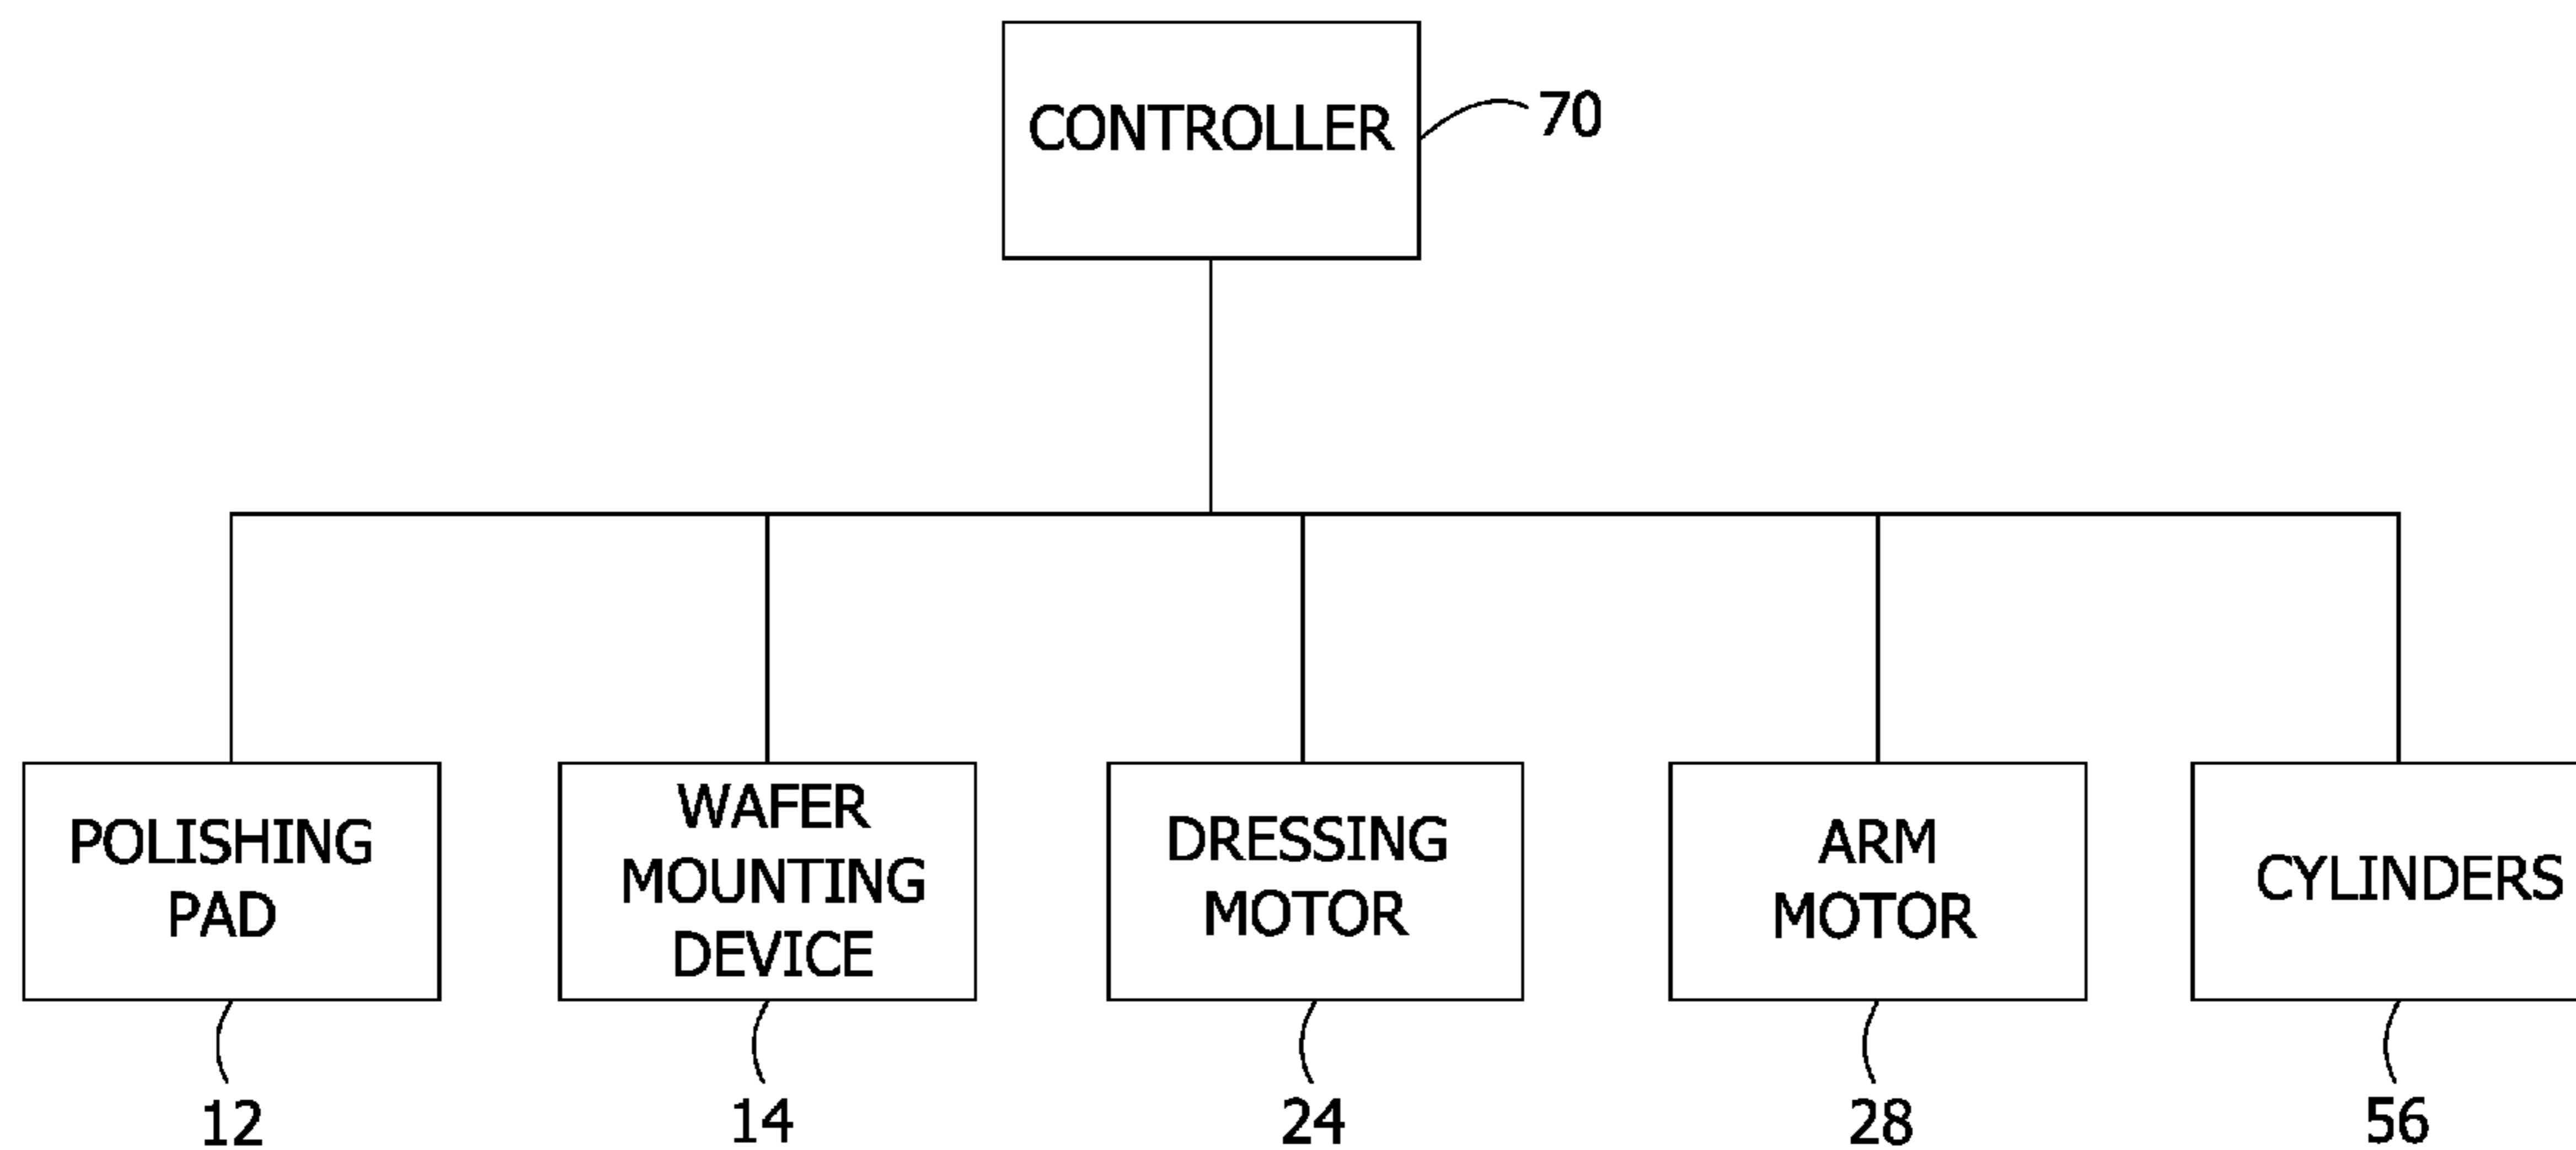 CONTROLLER
70
POLISHING
PAD
WAFER
MOUNTING
DEVICE
DRESSING
MOTOR
ARM
MOTOR
CYLINDERS
12
14
24
28
56